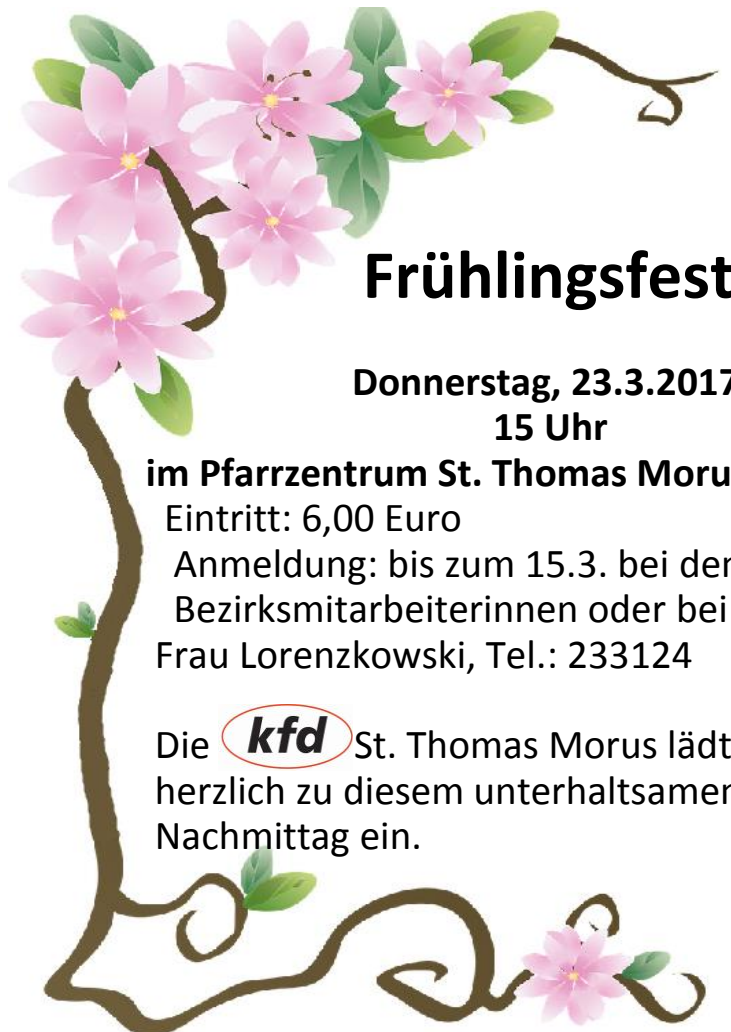 Frühlingsfest
Donnerstag, 23.3.2017
15 Uhr
im Pfarrzentrum St. Thomas Moru
Eintritt: 6,00 Euro
Anmeldung: bis zum 15.3. bei der
Bezirksmitarbeiterinnen oder bei
Frau Lorenzkowski, Tel.: 233124
Die kfd St. Thomas Morus lädt
herzlich zu diesem unterhaltsamen
Nachmittag ein.